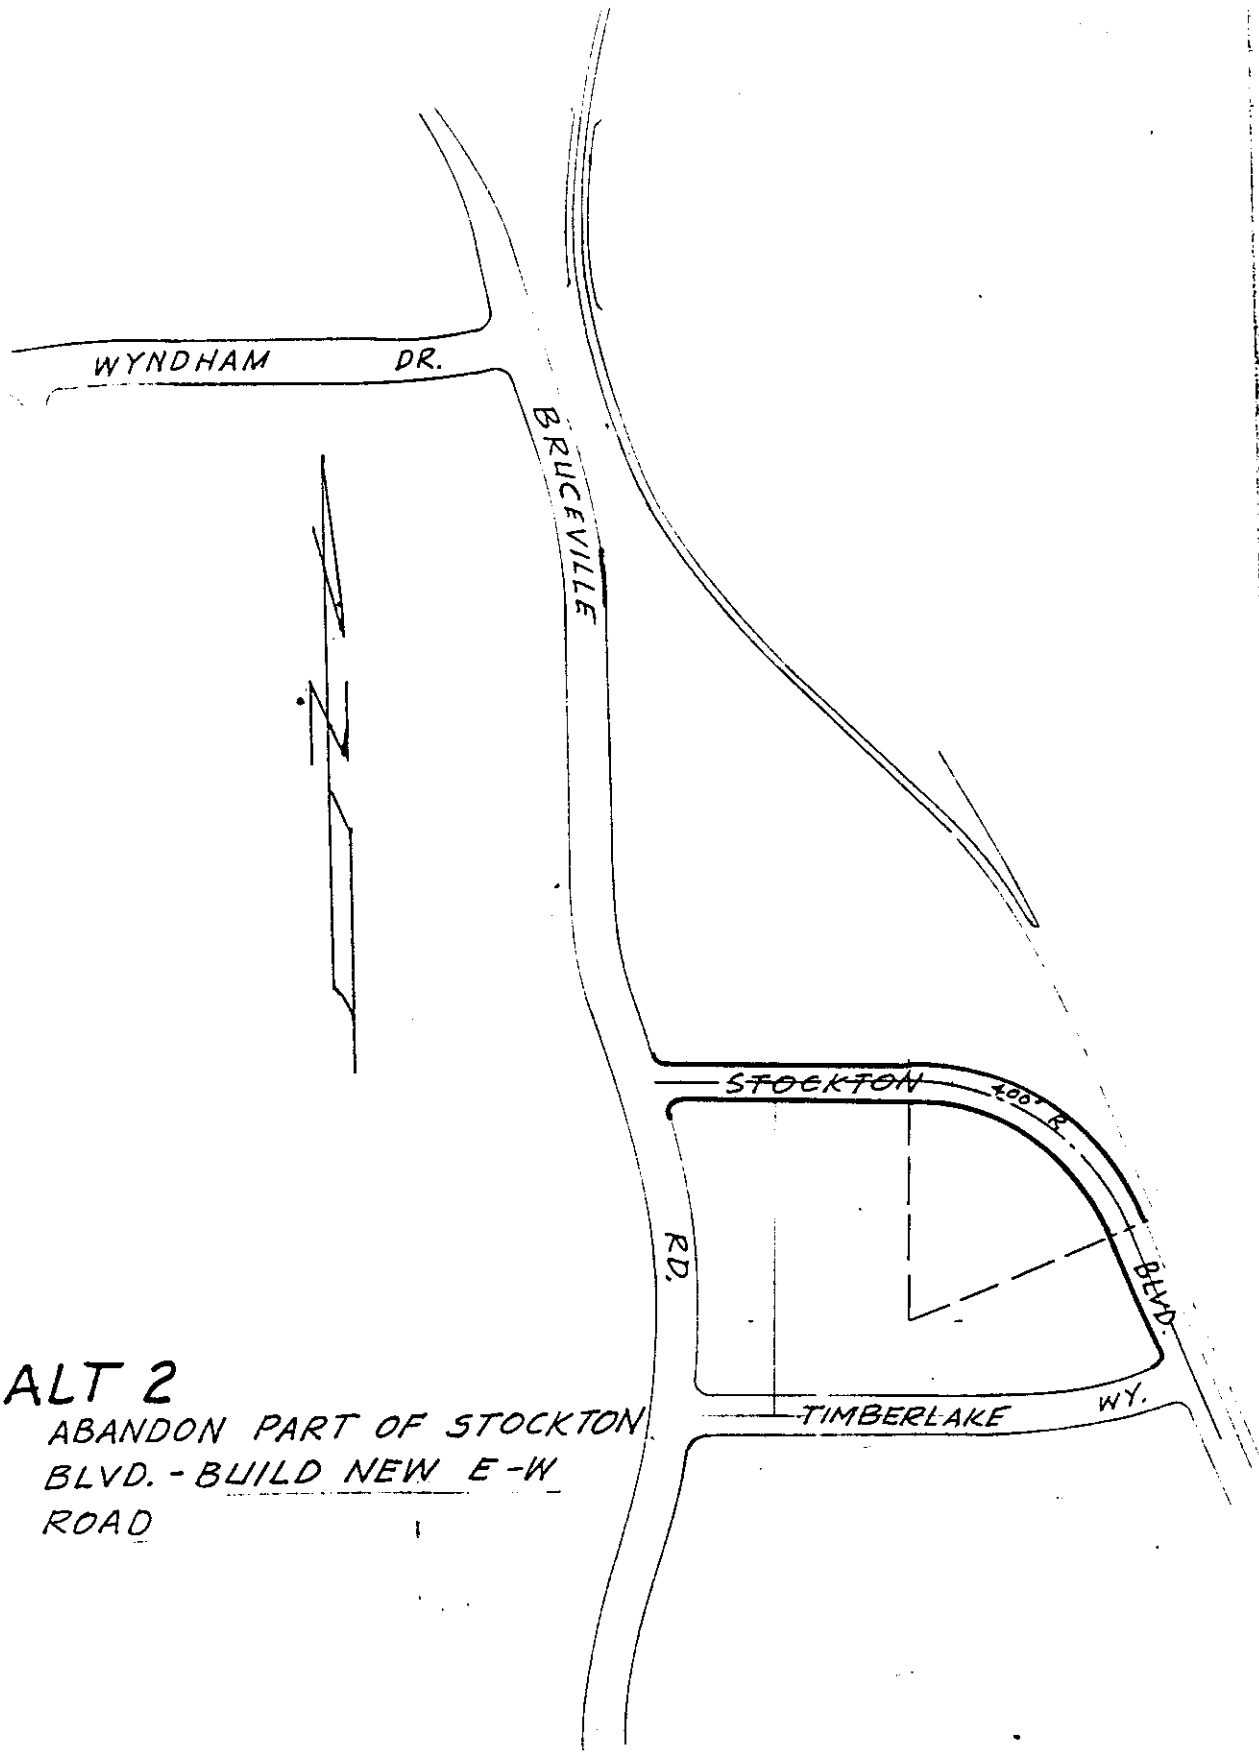 WYNDHAM DR.
BRUCEVILLE
N
STOCKTON
400' R.
BLVD.
RD.
TIMBERLAKE WY.
ALT 2
ABANDON PART OF STOCKTON
BLVD. - BUILD NEW E-W
ROAD